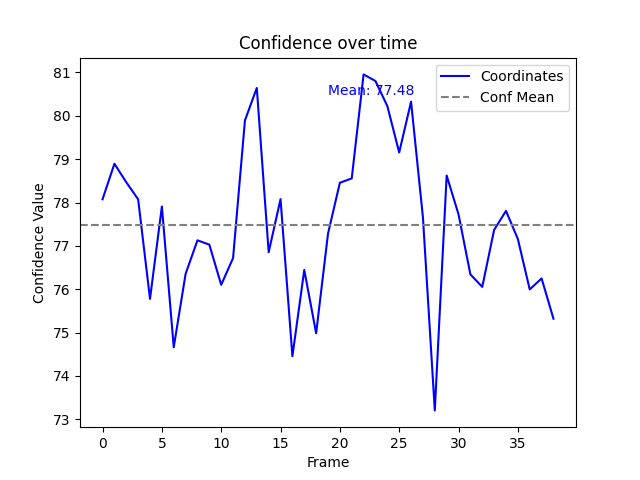 Confidence over time
Mean: 77.48
Coordinates
Conf Mean
Confidence Value
81
80
79
78
77
76
75
74
73
0 5 10 15 20 25 30 35
Frame